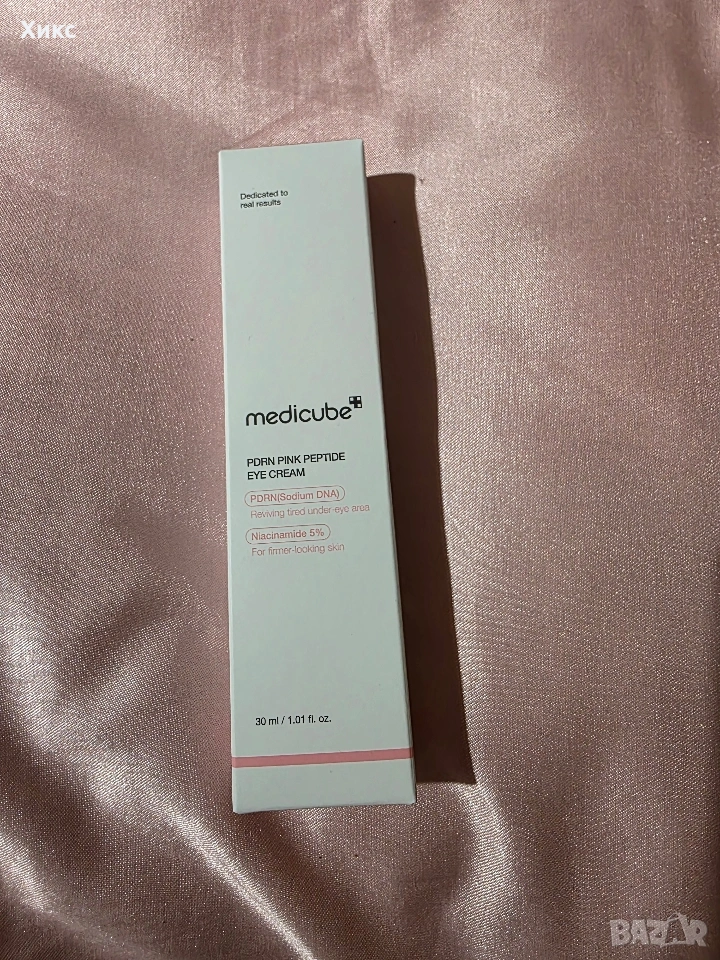 Хикс
Dedicated to
real results
medicube
PDRN PINK PEPTIDE
EYE CREAM
PDRN(Sodium DNA)
Reviving tired under-eye area
Niacinamide 5%
For firmer-looking skin
30 ml / 1.01 fl. oz.
BAZAR